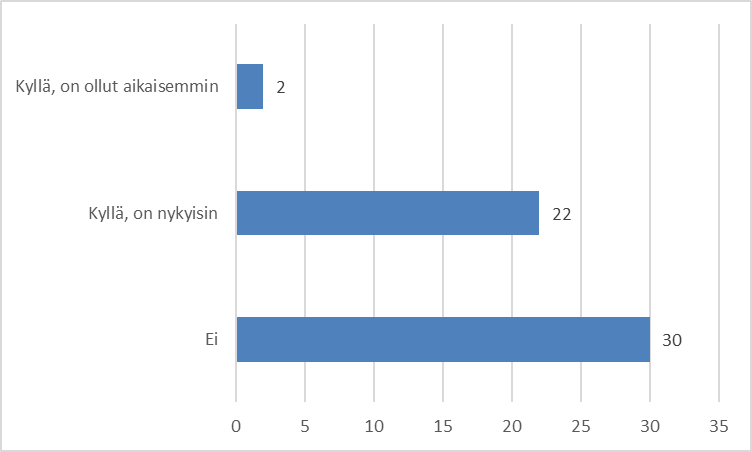 Kyllä, on ollut aikaisemmin 2
Kyllä, on nykyisin 22
Ei 30
0 5 10 15 20 25 30 35